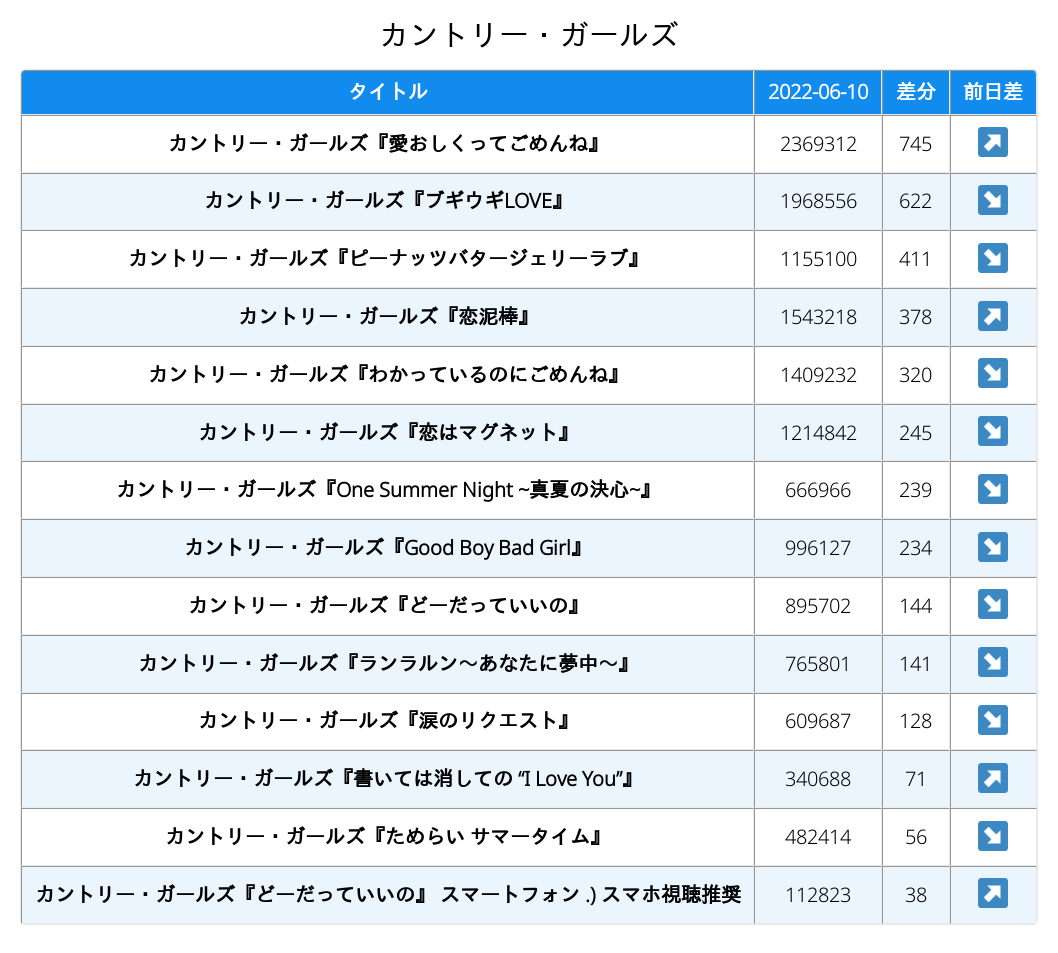 カントリー・ガールズ
タイトル 2022-06-10 差分 前日差
カントリー・ガールズ『愛おしくってごめんね』 2369312 745 ↗
カントリー・ガールズ『ブギウギLOVE』 1968556 622 ↘
カントリー・ガールズ『ピーナッツバタージェリーラブ』 1155100 411 ↘
カントリー・ガールズ『恋泥棒』 1543218 378 ↗
カントリー・ガールズ『わかっているのにごめんね』 1409232 320 ↘
カントリー・ガールズ『恋はマグネット』 1214842 245 ↘
カントリー・ガールズ『One Summer Night ~真夏の決心~』 666966 239 ↘
カントリー・ガールズ『Good Boy Bad Girl』 996127 234 ↘
カントリー・ガールズ『どーだっていいの』 895702 144 ↘
カントリー・ガールズ『ランラルン～あなたに夢中～』 765801 141 ↘
カントリー・ガールズ『涙のリクエスト』 609687 128 ↘
カントリー・ガールズ『書いては消しての “I Love You”』 340688 71 ↗
カントリー・ガールズ『ためらい サマータイム』 482414 56 ↘
カントリー・ガールズ『どーだっていいの』 スマートフォン .) スマホ視聴推奨 112823 38 ↗